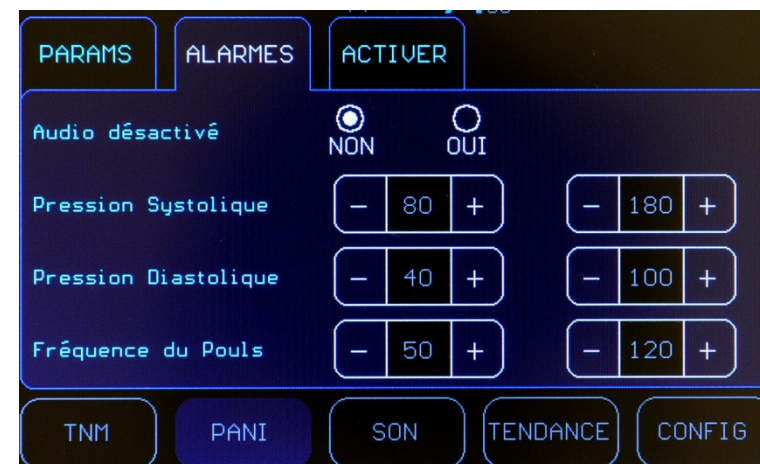 PARAMS ALARMES ACTIVER
Audio désactivé NON OUI
Pression Systolique − 80 + − 180 +
Pression Diastolique − 40 + − 100 +
Fréquence du Pouls − 50 + − 120 +
TNM PANI SON TENDANCE CONFIG